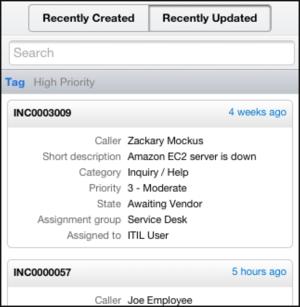 Recently Created Recently Updated
Search
Tag High Priority
INC0003009 4 weeks ago
Caller Zackary Mockus
Short description Amazon EC2 server is down
Category Inquiry / Help
Priority 3 - Moderate
State Awaiting Vendor
Assignment group Service Desk
Assigned to ITIL User
INC0000057 5 hours ago
Caller Joe Employee